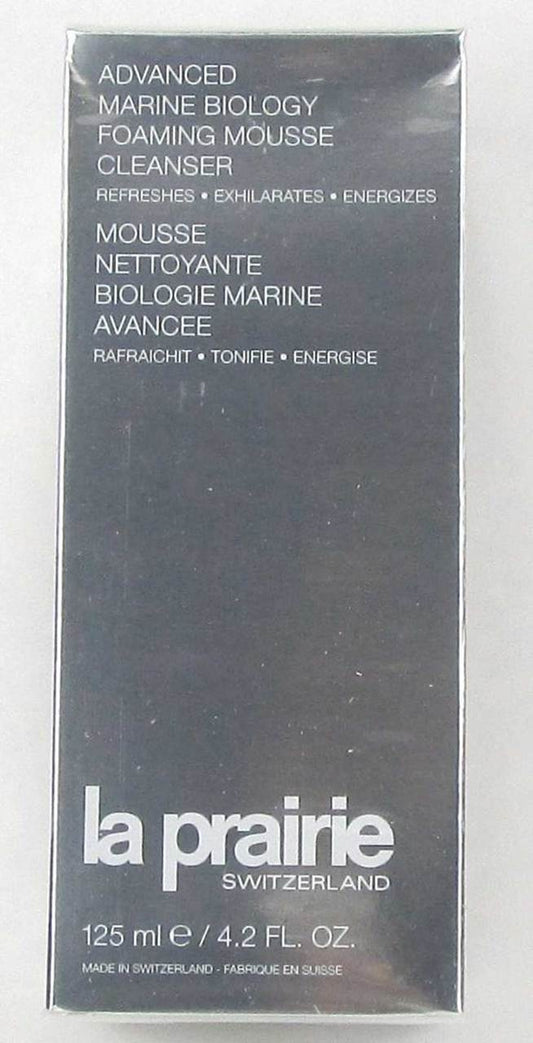 ADVANCED
MARINE BIOLOGY
FOAMING MOUSSE
CLEANSER
REFRESHES • EXHILARATES • ENERGIZES
MOUSSE
NETTOYANTE
BIOLOGIE MARINE
AVANCEE
RAFRAICHIT • TONIFIE • ENERGISE
la prairie
SWITZERLAND
125 ml ℮ / 4.2 FL. OZ.
MADE IN SWITZERLAND - FABRIQUE EN SUISSE